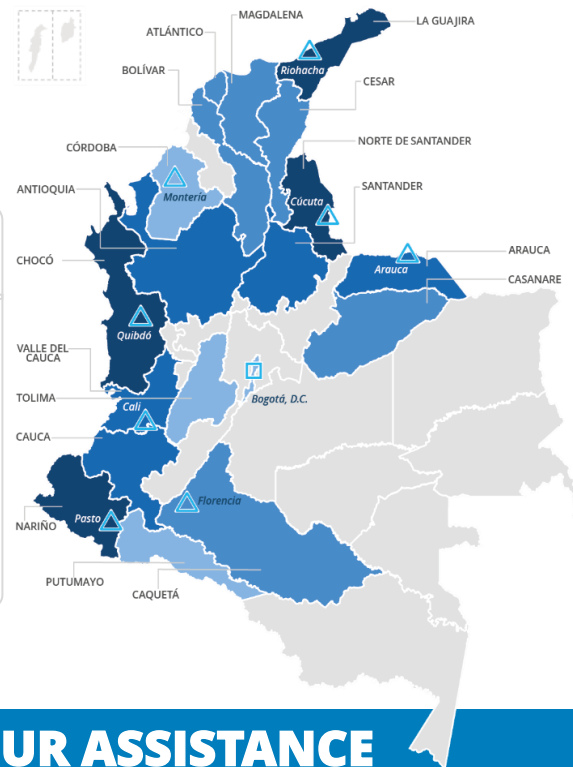 MAGDALENA
LA GUAJIRA
ATLÁNTICO
Riohacha
BOLÍVAR
CESAR
NORTE DE SANTANDER
CÓRDOBA
SANTANDER
ANTIOQUIA
Montería
Cúcuta
ARAUCA
CHOCÓ
Arauca
CASANARE
Quibdó
VALLE DEL
CAUCA
TOLIMA
Bogotá, D.C.
Cali
CAUCA
Florencia
Pasto
NARIÑO
PUTUMAYO
CAQUETÁ
UR ASSISTANCE